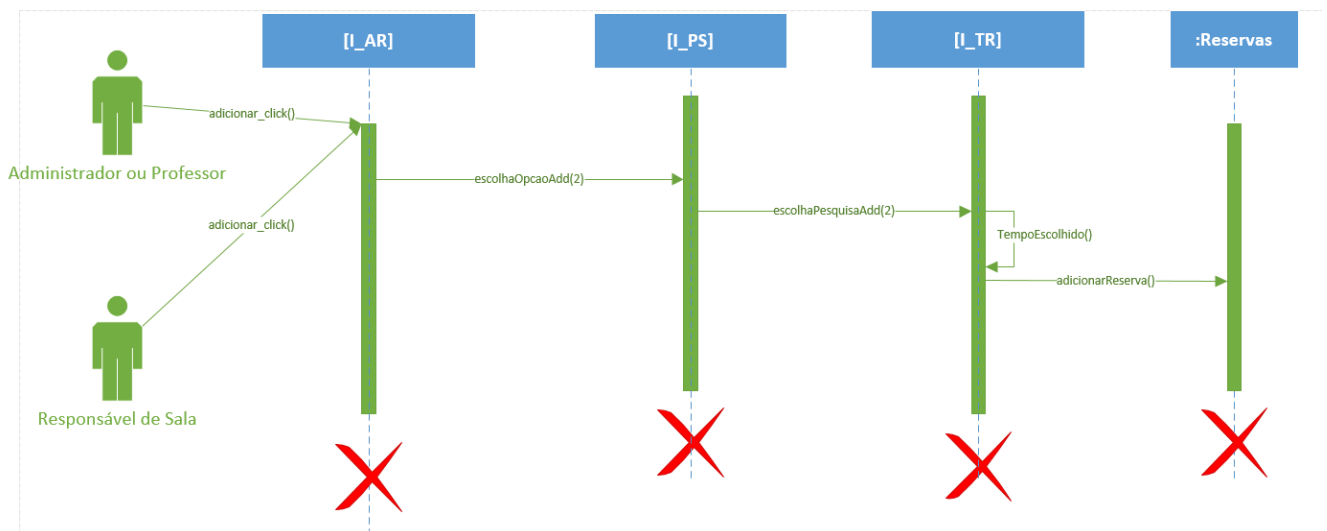 [I_AR]
[I_PS]
[I_TR]
:Reservas
adicionar_click()
Administrador ou Professor
escolhaOpcaoAdd(2)
escolhaPesquisaAdd(2)
adicionar_click()
TempoEscolhido()
adicionarReserva()
Responsável de Sala